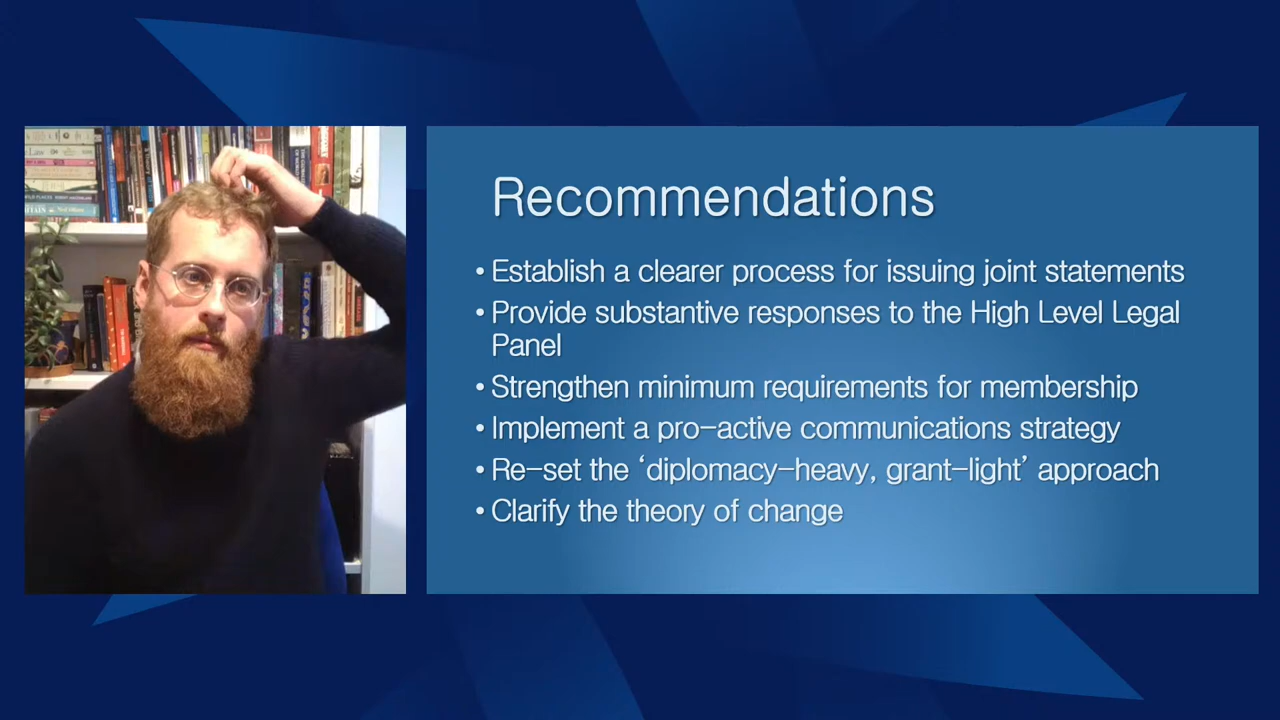 Recommendations
• Establish a clearer process for issuing joint statements
• Provide substantive responses to the High Level Legal
Panel
• Strengthen minimum requirements for membership
• Implement a pro-active communications strategy
• Re-set the ‘diplomacy-heavy, grant-light’ approach
• Clarify the theory of change